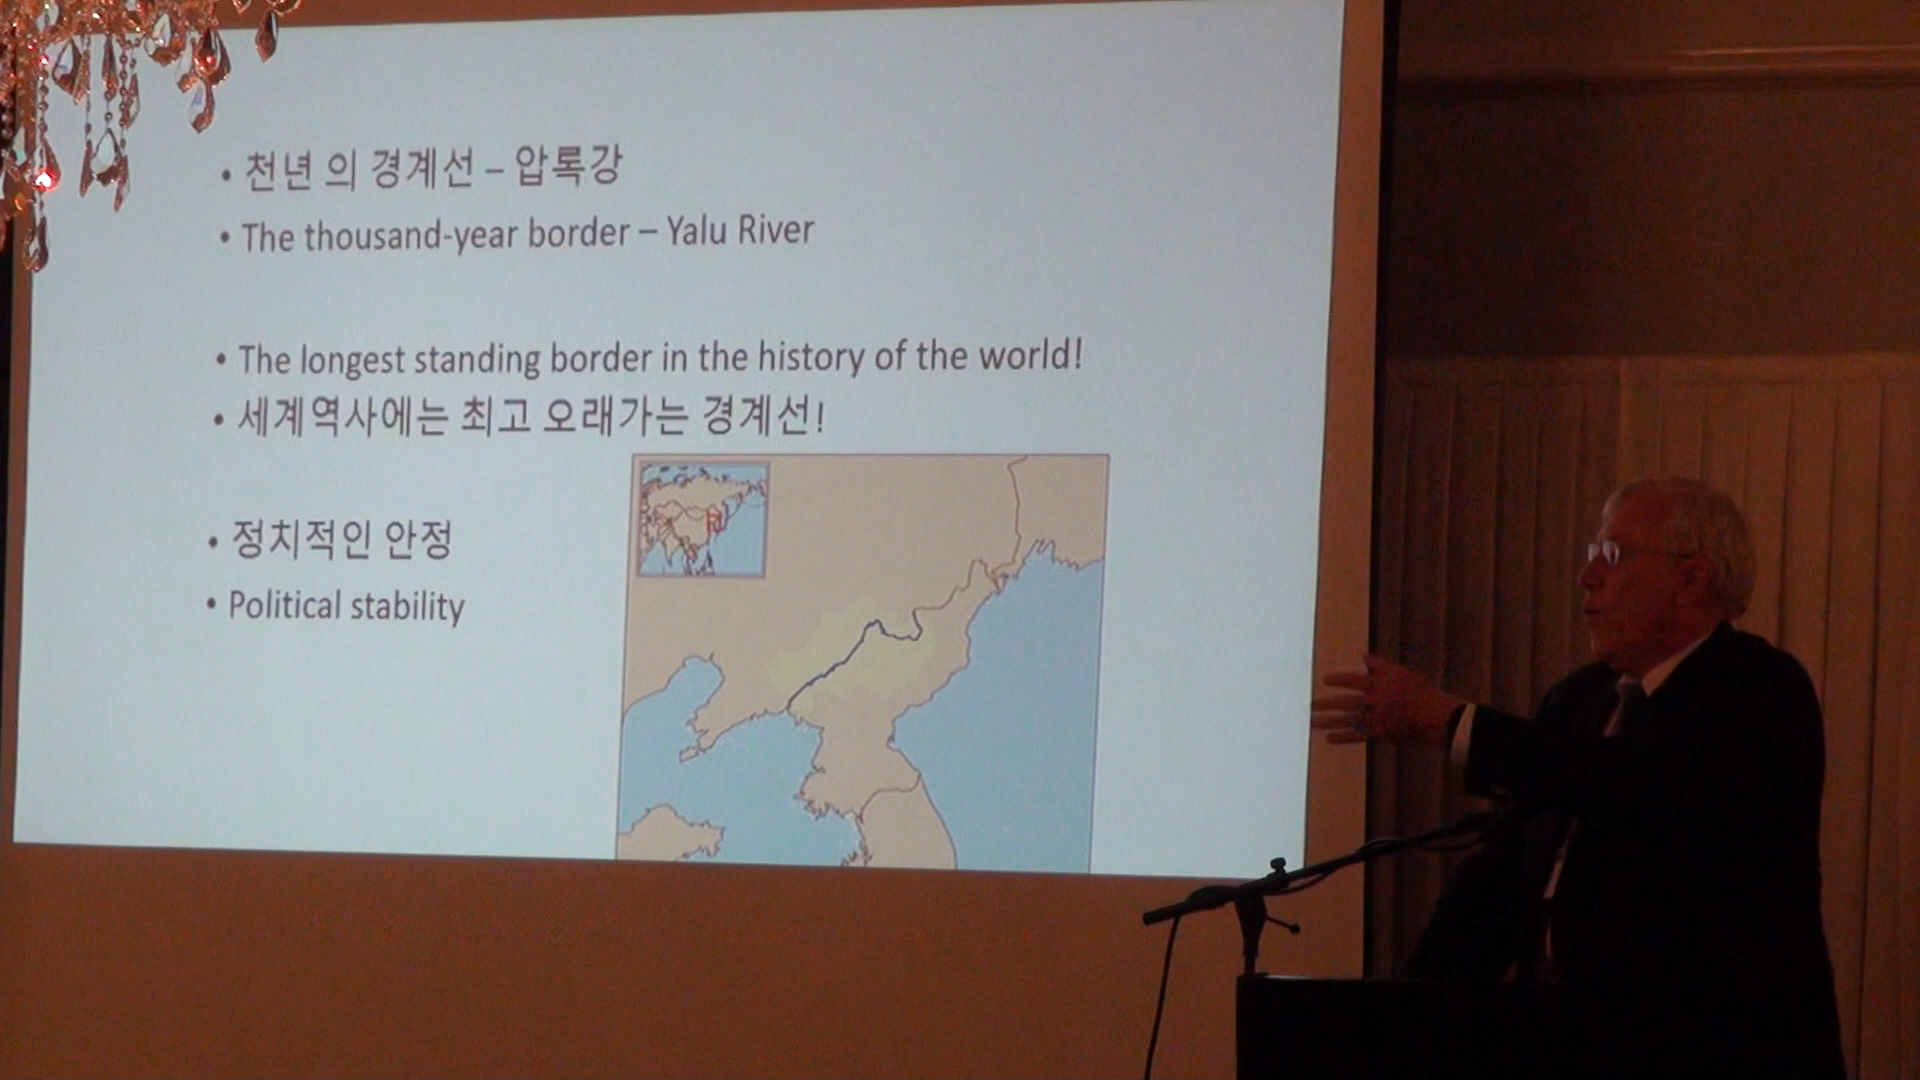 • 천년 의 경계선 – 압록강
• The thousand-year border – Yalu River
• The longest standing border in the history of the world!
• 세계역사에는 최고 오래가는 경계선!
• 정치적인 안정
• Political stability